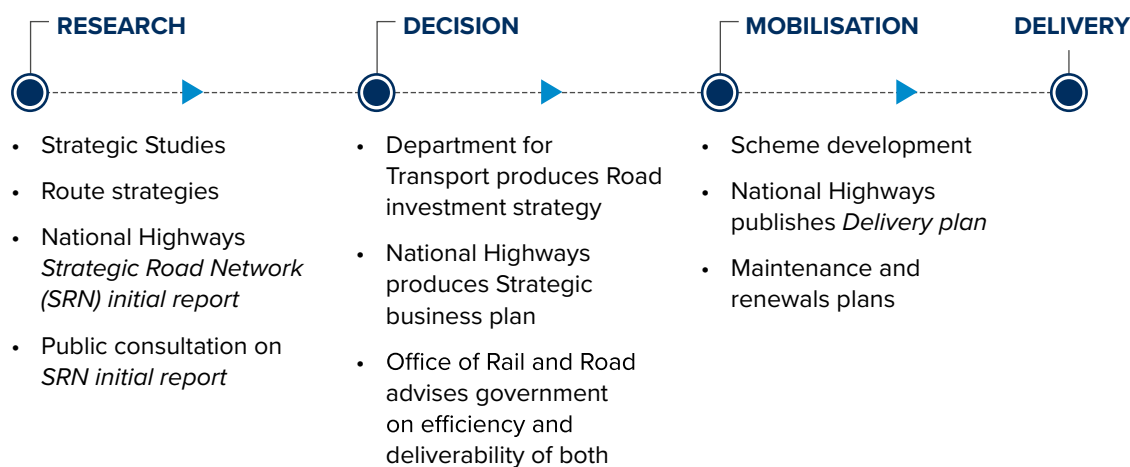 RESEARCH
DECISION
MOBILISATION
DELIVERY
• Strategic Studies
• Route strategies
• National Highways
Strategic Road Network
(SRN) initial report
• Public consultation on
SRN initial report
• Department for
Transport produces Road
investment strategy
• National Highways
produces Strategic
business plan
• Office of Rail and Road
advises government
on efficiency and
deliverability of both
• Scheme development
• National Highways
publishes Delivery plan
• Maintenance and
renewals plans